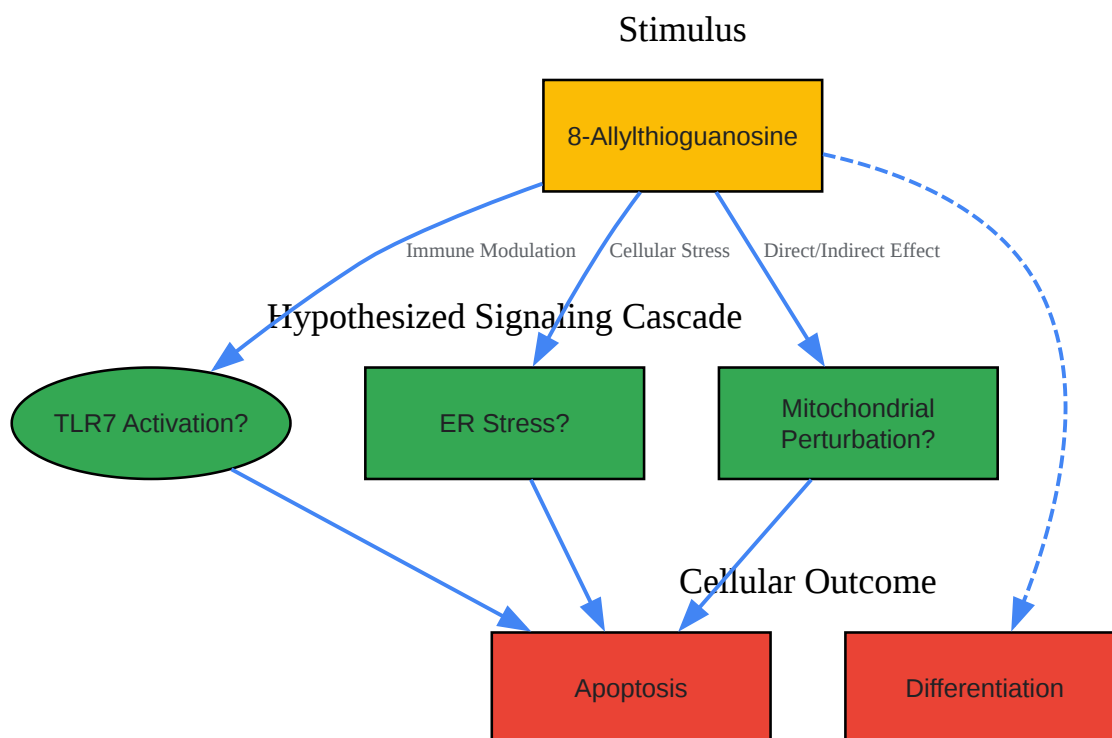 Stimulus
8-Allylthioguanosine
Immune Modulation
Cellular Stress
Direct/Indirect Effect
Hypothesized Signaling Cascade
TLR7 Activation?
ER Stress?
Mitochondrial
Perturbation?
Cellular Outcome
Apoptosis
Differentiation